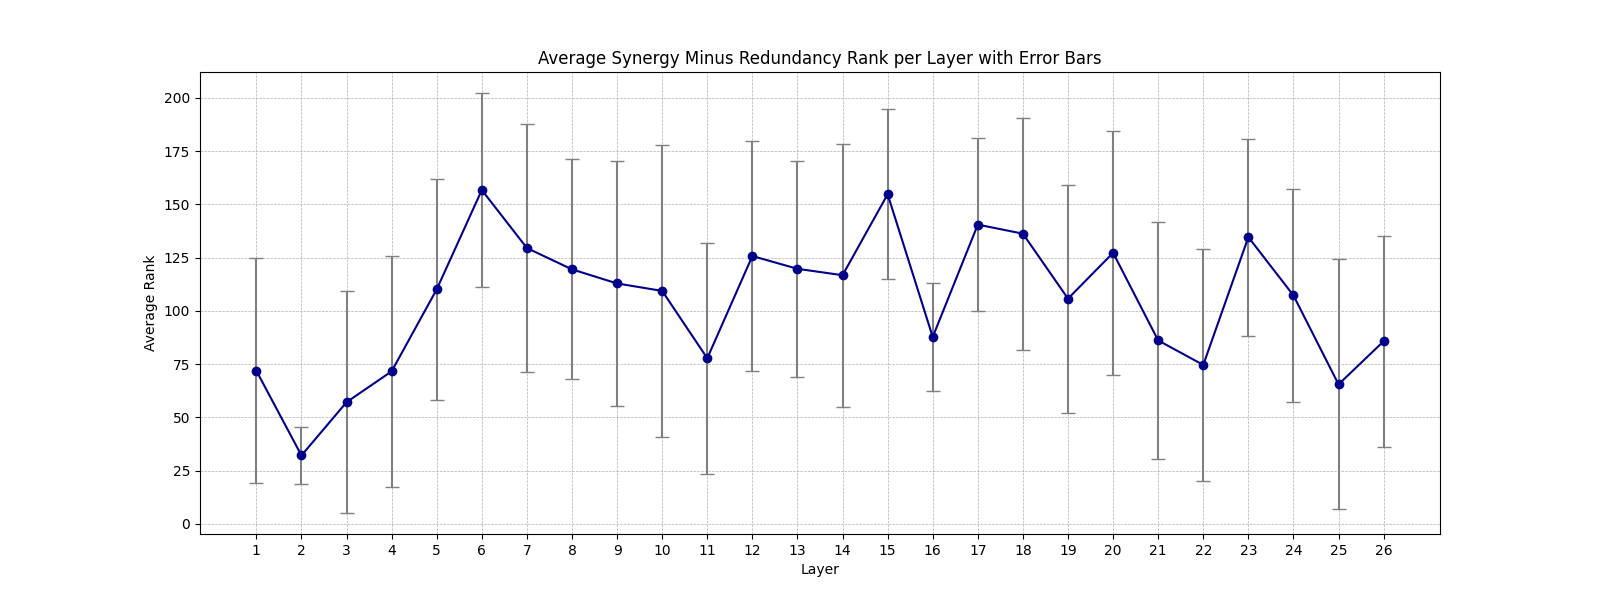 Average Synergy Minus Redundancy Rank per Layer with Error Bars
200
175
150
125
100
75
50
25
0
Average Rank
1 2 3 4 5 6 7 8 9 10 11 12 13 14 15 16 17 18 19 20 21 22 23 24 25 26
Layer